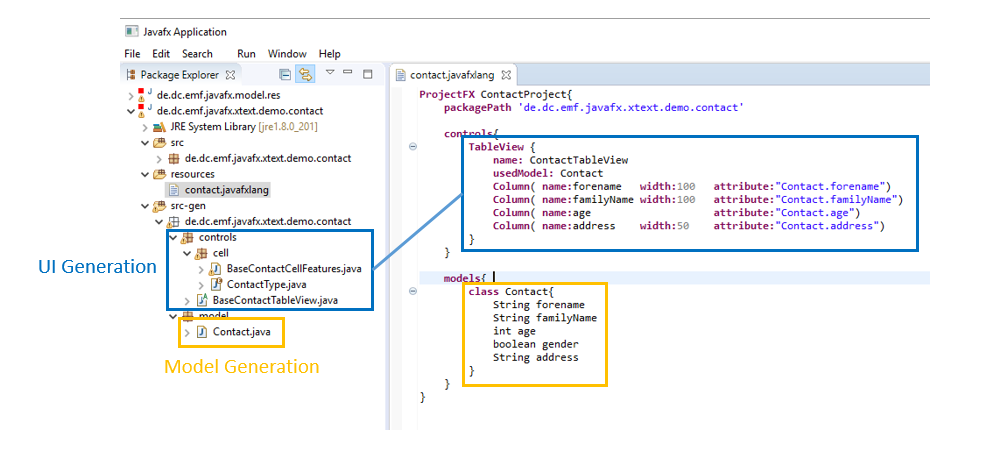 Javafx Application
File Edit Search Run Window Help
Package Explorer
de.dc.emf.javafx.model.res
de.dc.emf.javafx.xtext.demo.contact
JRE System Library [jre1.8.0_201]
src
de.dc.emf.javafx.xtext.demo.contact
resources
contact.javafxlang
src-gen
de.dc.emf.javafx.xtext.demo.contact
controls
cell
BaseContactCellFeatures.java
ContactType.java
BaseContactTableView.java
model
Contact.java
UI Generation
Model Generation
contact.javafxlang
ProjectFX ContactProject{
packagePath 'de.dc.emf.javafx.xtext.demo.contact'
controls{
TableView {
name: ContactTableView
usedModel: Contact
Column( name:forename width:100 attribute:"Contact.forename")
Column( name:familyName width:100 attribute:"Contact.familyName")
Column( name:age attribute:"Contact.age")
Column( name:address width:50 attribute:"Contact.address")
}
}
models{
class Contact{
String forename
String familyName
int age
boolean gender
String address
}
}
}